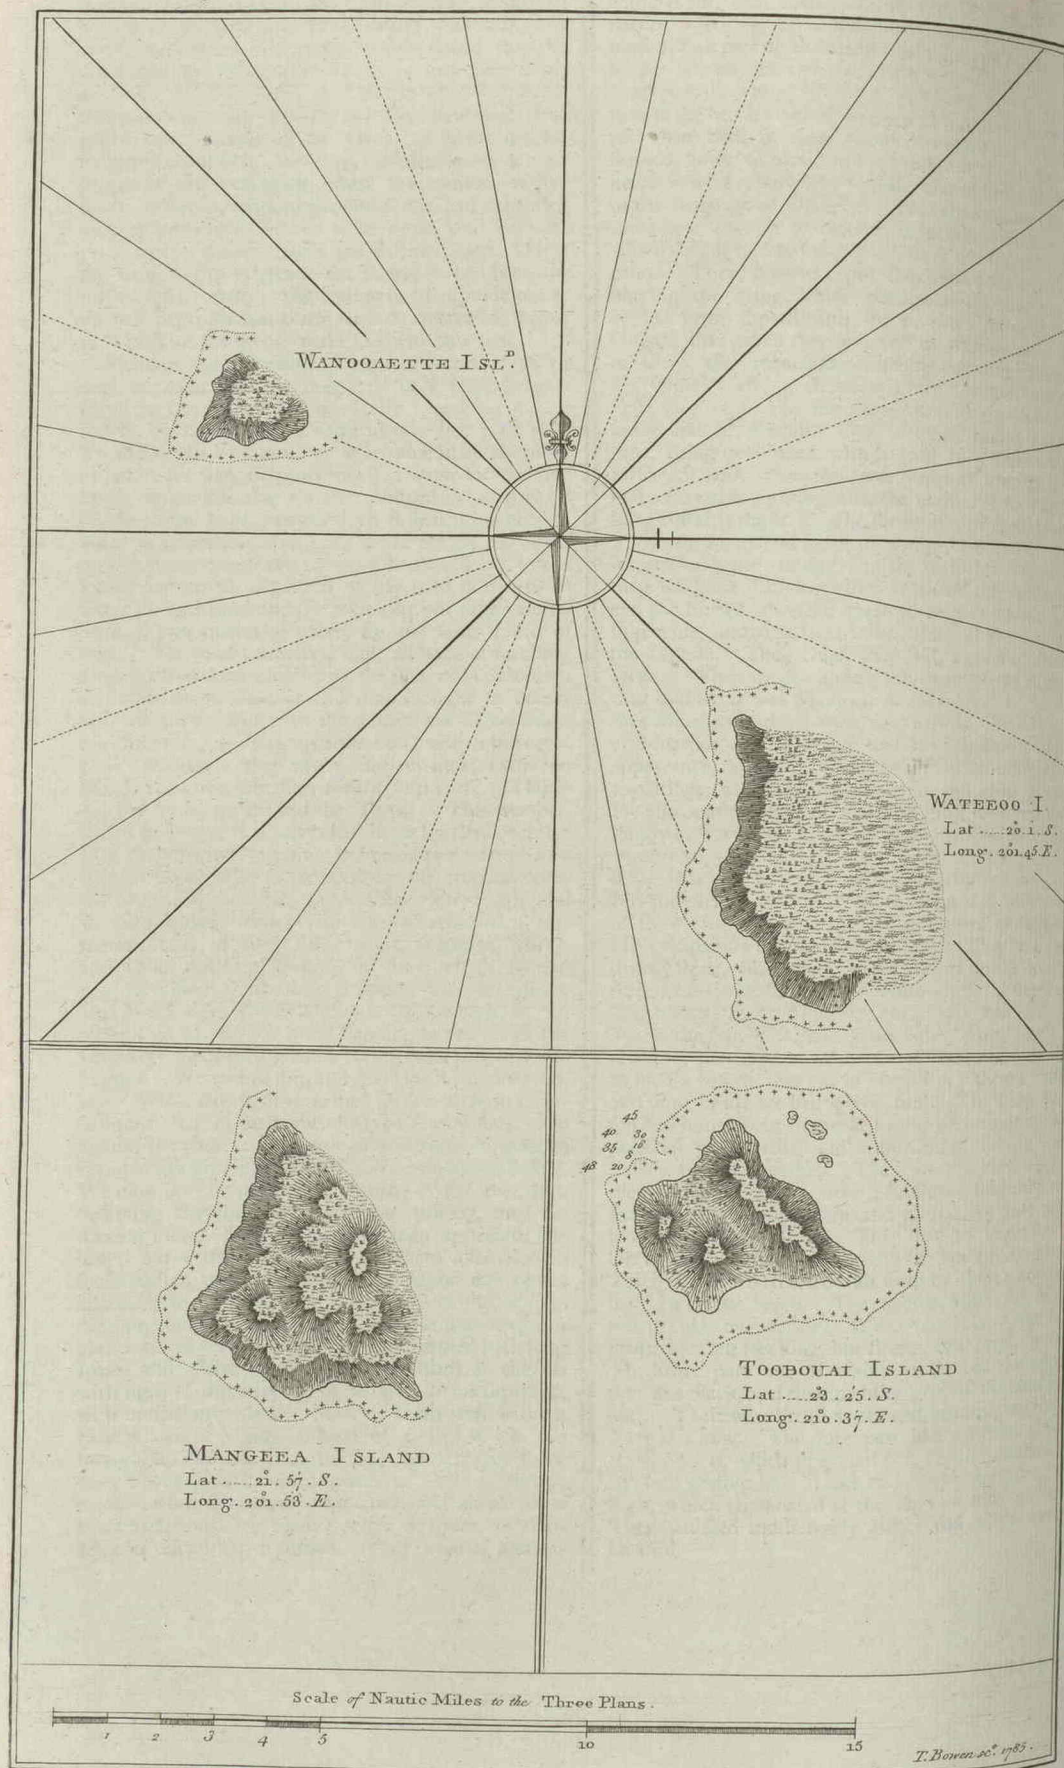 WANOOAETTE ISL.D
WATEEOO I.
Lat ..... 20°. 1'. S.
Long. 201°. 45'. E.
45
40 30
35 18
8
48 20
TOOBOUAI ISLAND
Lat ..... 23°. 25'. S.
Long. 210°. 37'. E.
MANGEEA ISLAND
Lat ..... 21°. 57'. S.
Long. 201°. 53'. E.
Scale of Nautic Miles to the Three Plans.
1 2 3 4 5 10 15
T. Bowen sct. 1785.